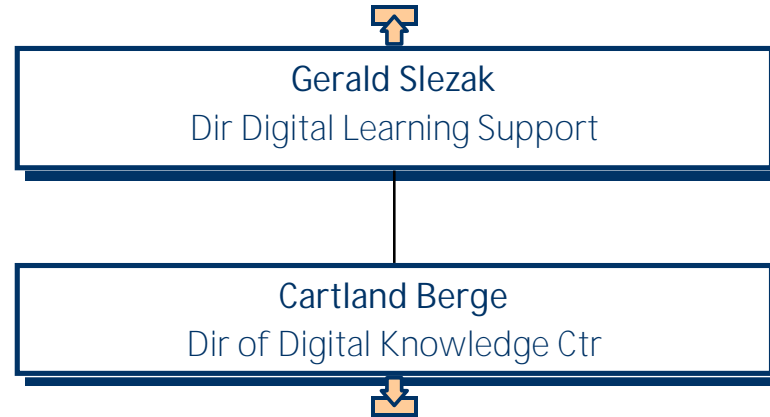 Gerald Slezak
Dir Digital Learning Support
Cartland Berge
Dir of Digital Knowledge Ctr